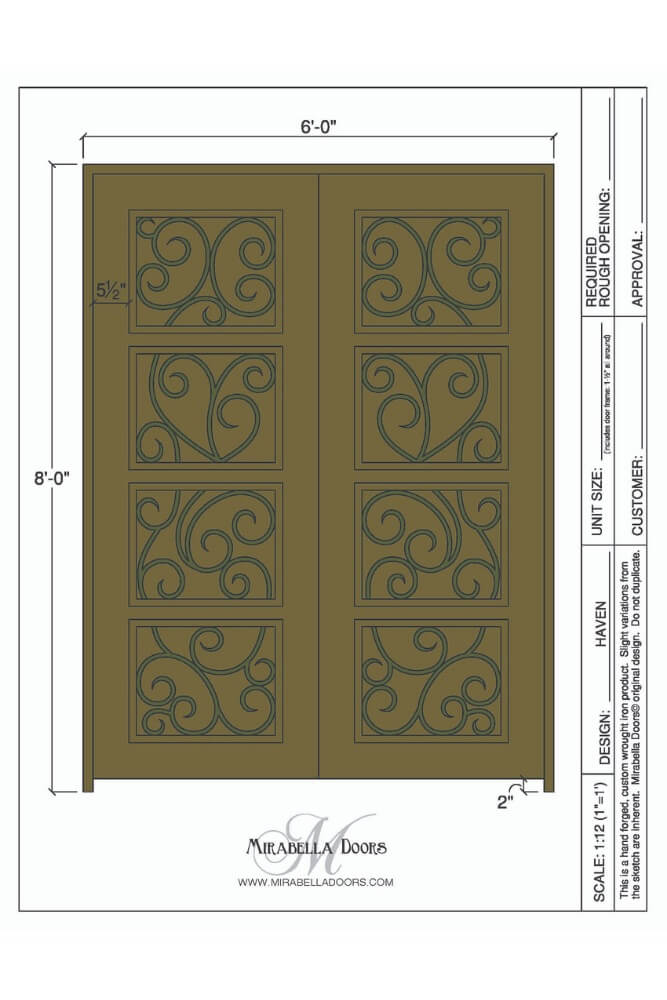 6'-0"
5½"
8'-0"
2"
M
MIRABELLA DOORS
WWW.MIRABELLADOORS.COM
REQUIRED
ROUGH OPENING:
APPROVAL:
UNIT SIZE:
(Includes door frame: 1-½" all around)
CUSTOMER:
DESIGN: HAVEN
SCALE: 1:12 (1"=1')
This is a hand forged, custom wrought iron product. Slight variations from
the sketch are inherent. Mirabella Doors© original design. Do not duplicate.